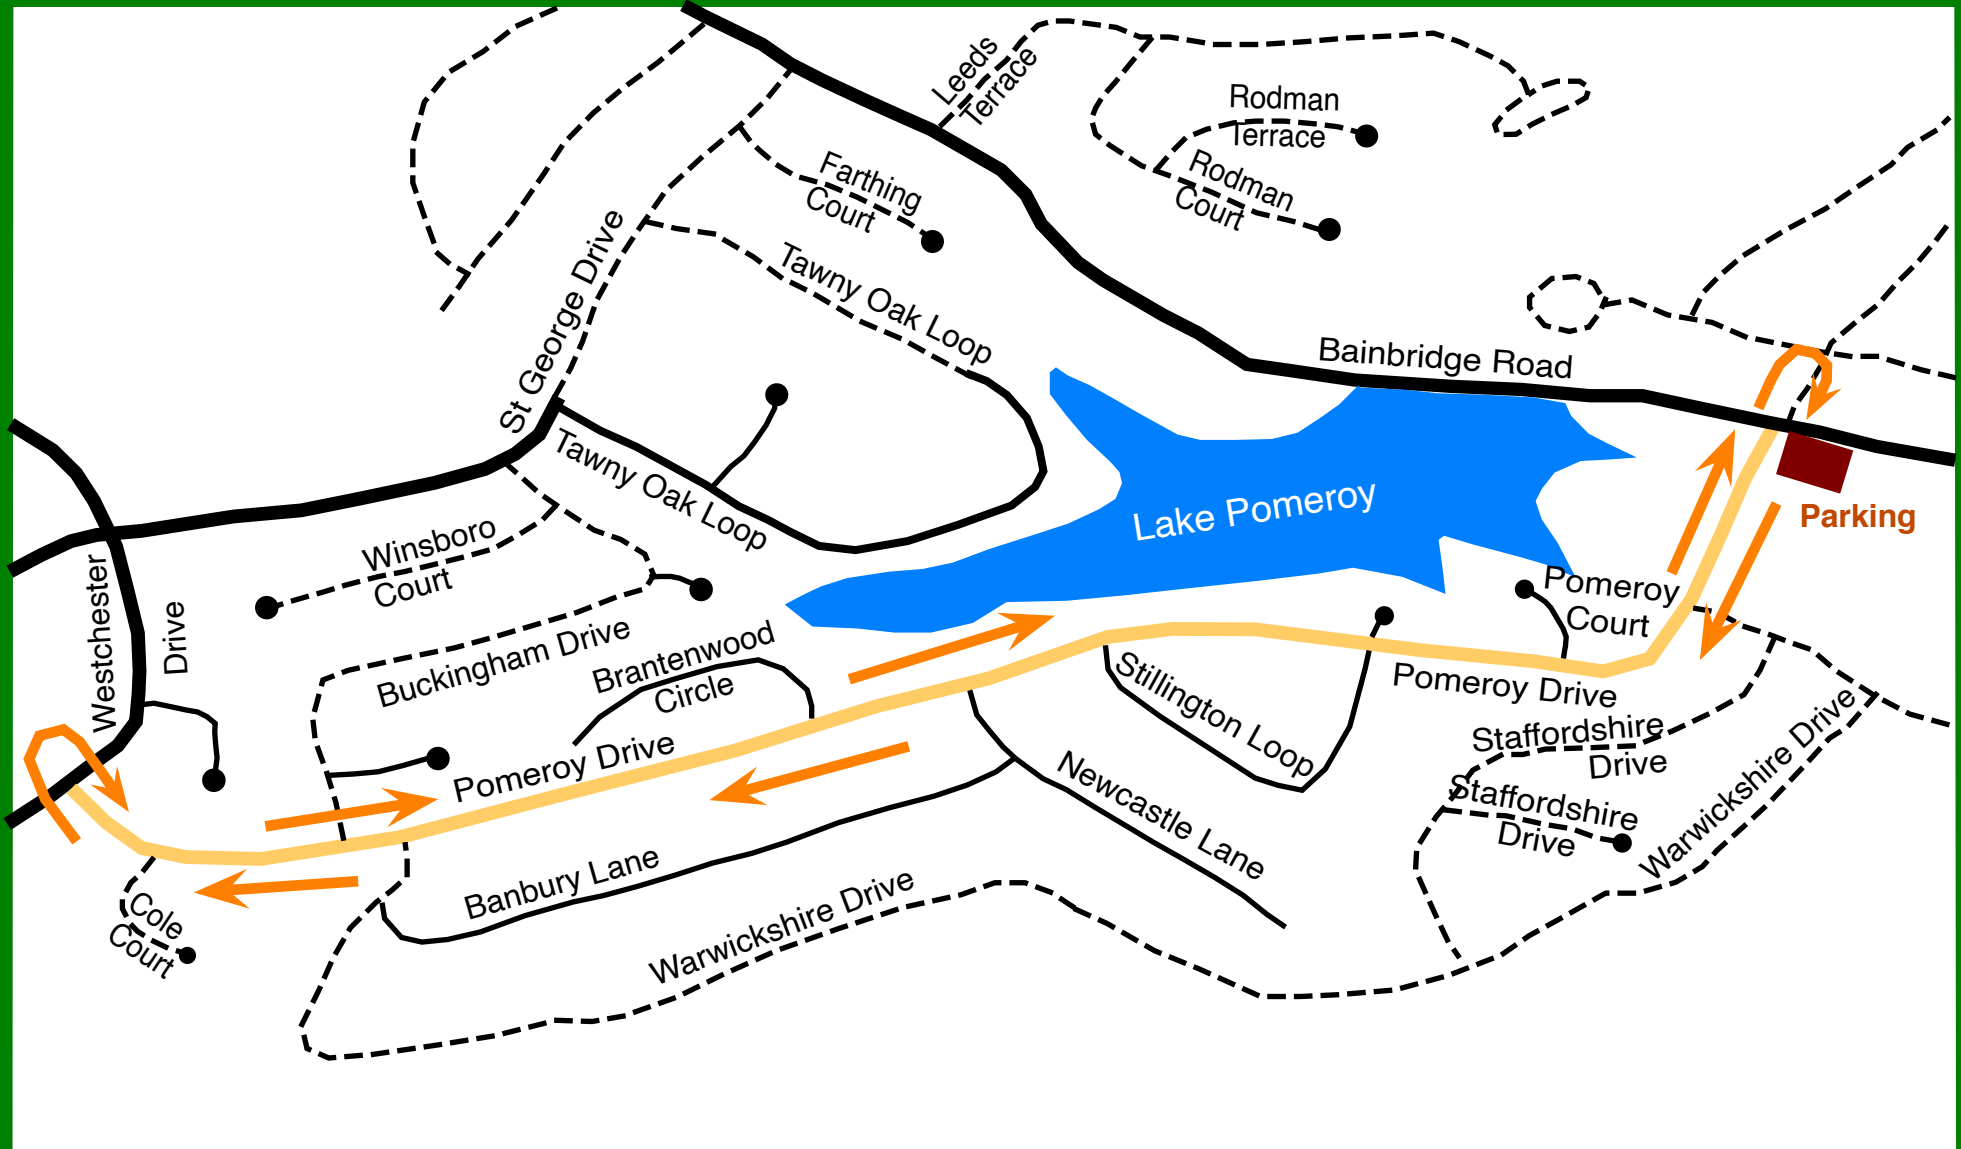 Leeds
Terrace
Rodman
Terrace
Rodman
Court
Farthing
Court
St George Drive
Tawny Oak Loop
Bainbridge Road
Tawny Oak Loop
Lake Pomeroy
Parking
Winsboro
Court
Westchester
Drive
Buckingham Drive
Brantenwood
Circle
Pomeroy
Court
Stillington Loop
Pomeroy Drive
Pomeroy Drive
Staffordshire
Drive
Staffordshire
Drive
Warwickshire Drive
Newcastle Lane
Banbury Lane
Warwickshire Drive
Cole
Court